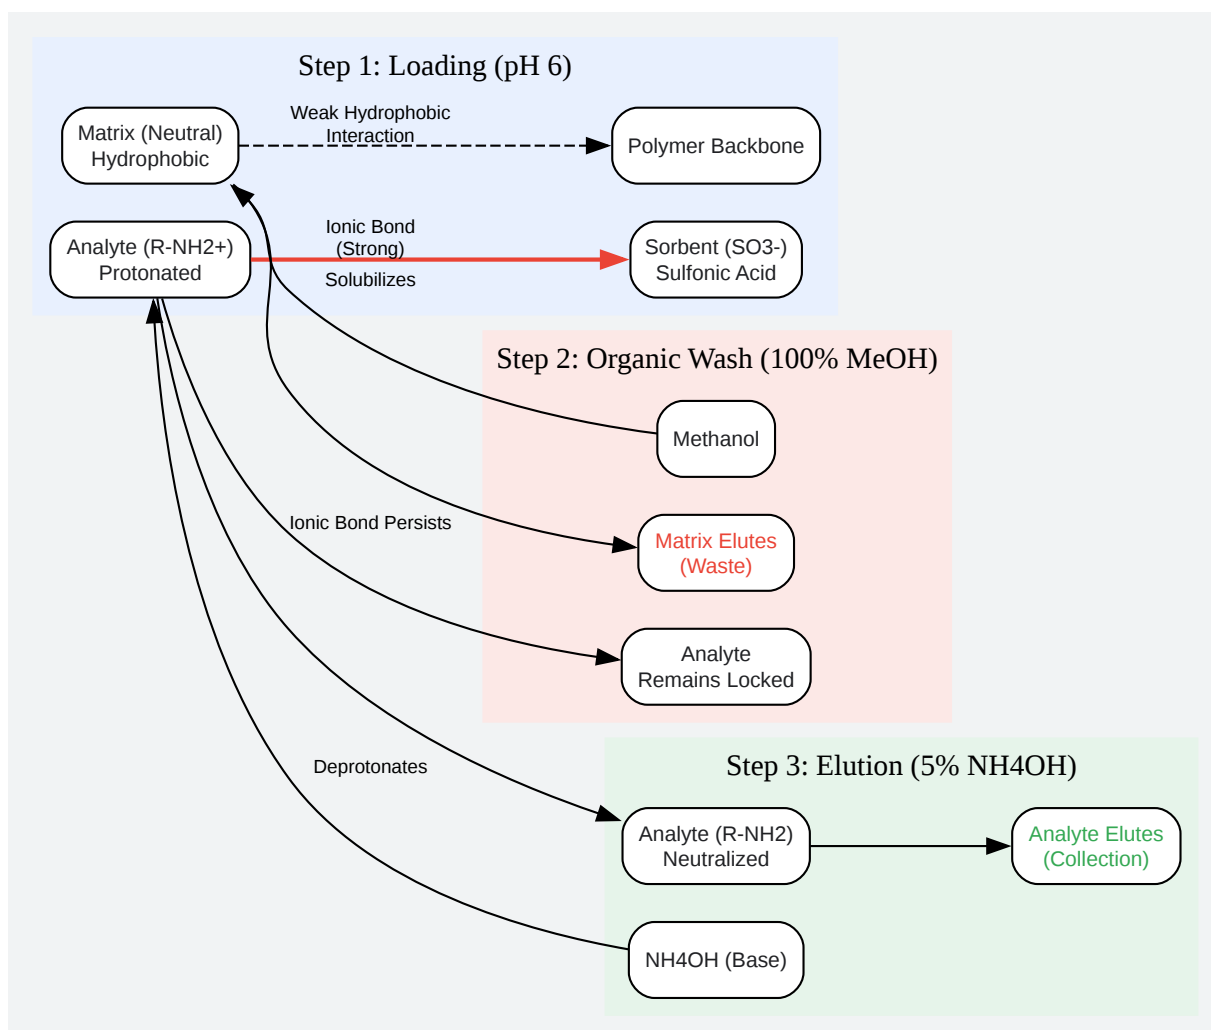 Step 1: Loading (pH 6)
Matrix (Neutral)
Hydrophobic
Weak Hydrophobic
Interaction
Polymer Backbone
Analyte (R-NH2+)
Protonated
Ionic Bond
(Strong)
Solubilizes
Sorbent (SO3-)
Sulfonic Acid
Step 2: Organic Wash (100% MeOH)
Methanol
Matrix Elutes
(Waste)
Ionic Bond Persists
Analyte
Remains Locked
Deprotonates
Step 3: Elution (5% NH4OH)
Analyte (R-NH2)
Neutralized
Analyte Elutes
(Collection)
NH4OH (Base)